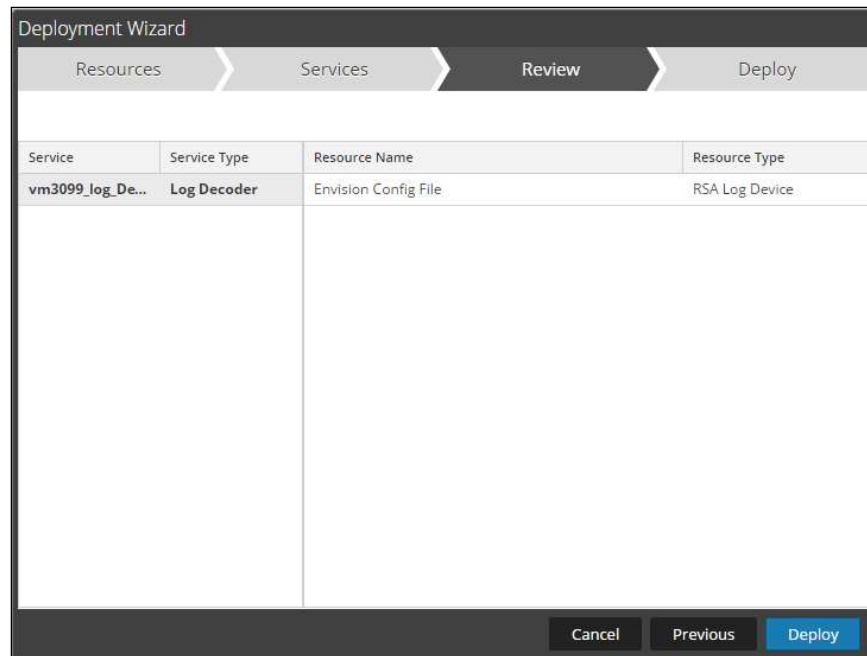 Deployment Wizard
Resources Services Review Deploy
Service Service Type Resource Name Resource Type
vm3099_log_De... Log Decoder Envision Config File RSA Log Device
Cancel Previous Deploy